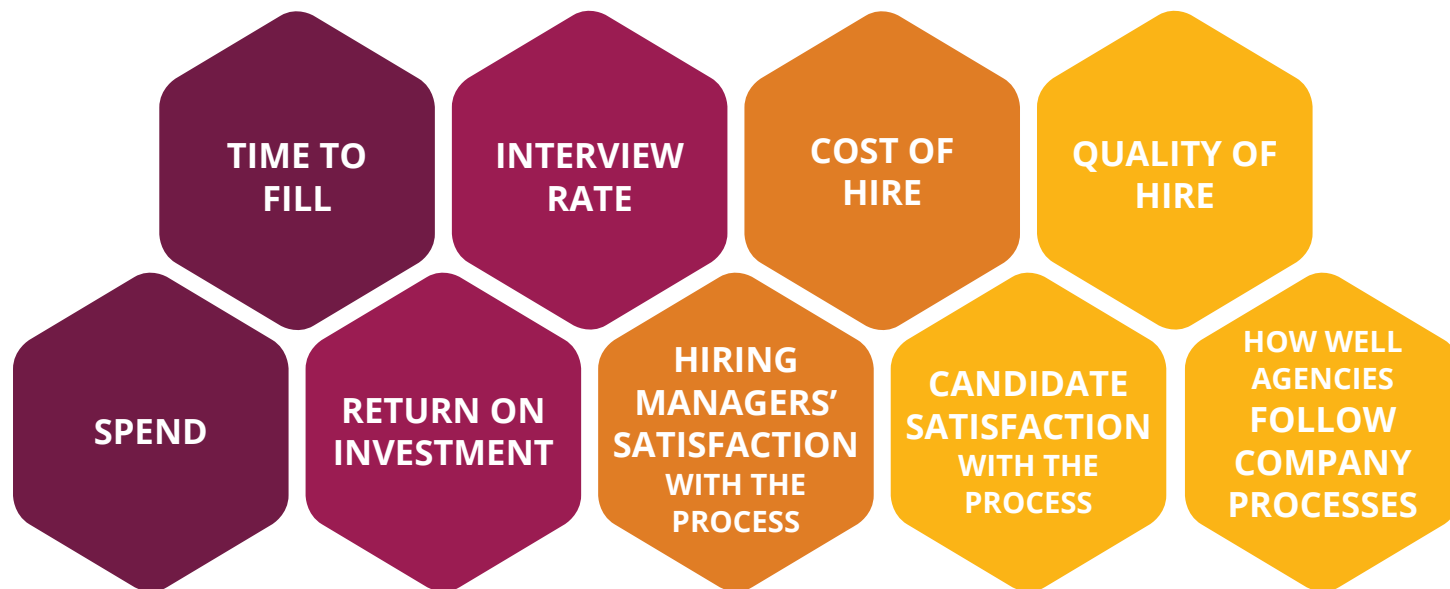 TIME TO
FILL
INTERVIEW
RATE
COST OF
HIRE
QUALITY OF
HIRE
SPEND
RETURN ON
INVESTMENT
HIRING
MANAGERS’
SATISFACTION
WITH THE
PROCESS
CANDIDATE
SATISFACTION
WITH THE
PROCESS
HOW WELL
AGENCIES
FOLLOW
COMPANY
PROCESSES